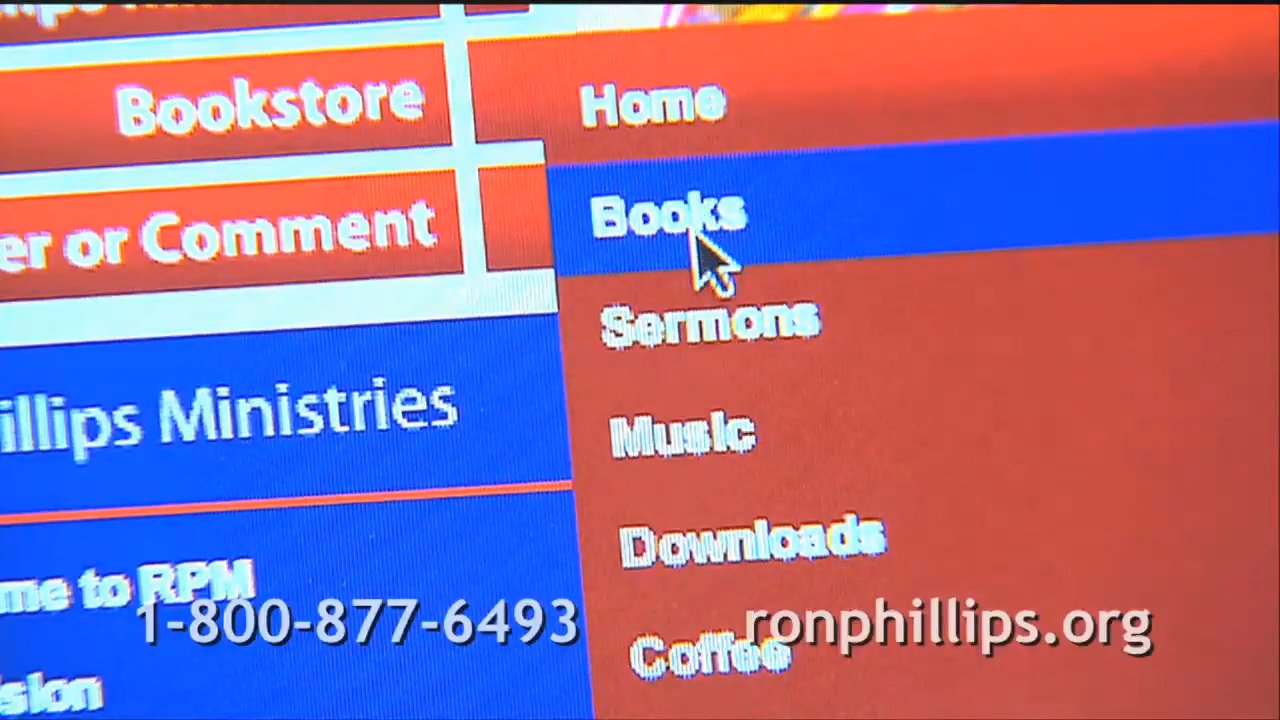 Bookstore
Home
Books
er or Comment
Sermons
illips Ministries
Music
Downloads
me to RPM
1-800-877-6493
ronphillips.org
Coffee
sion